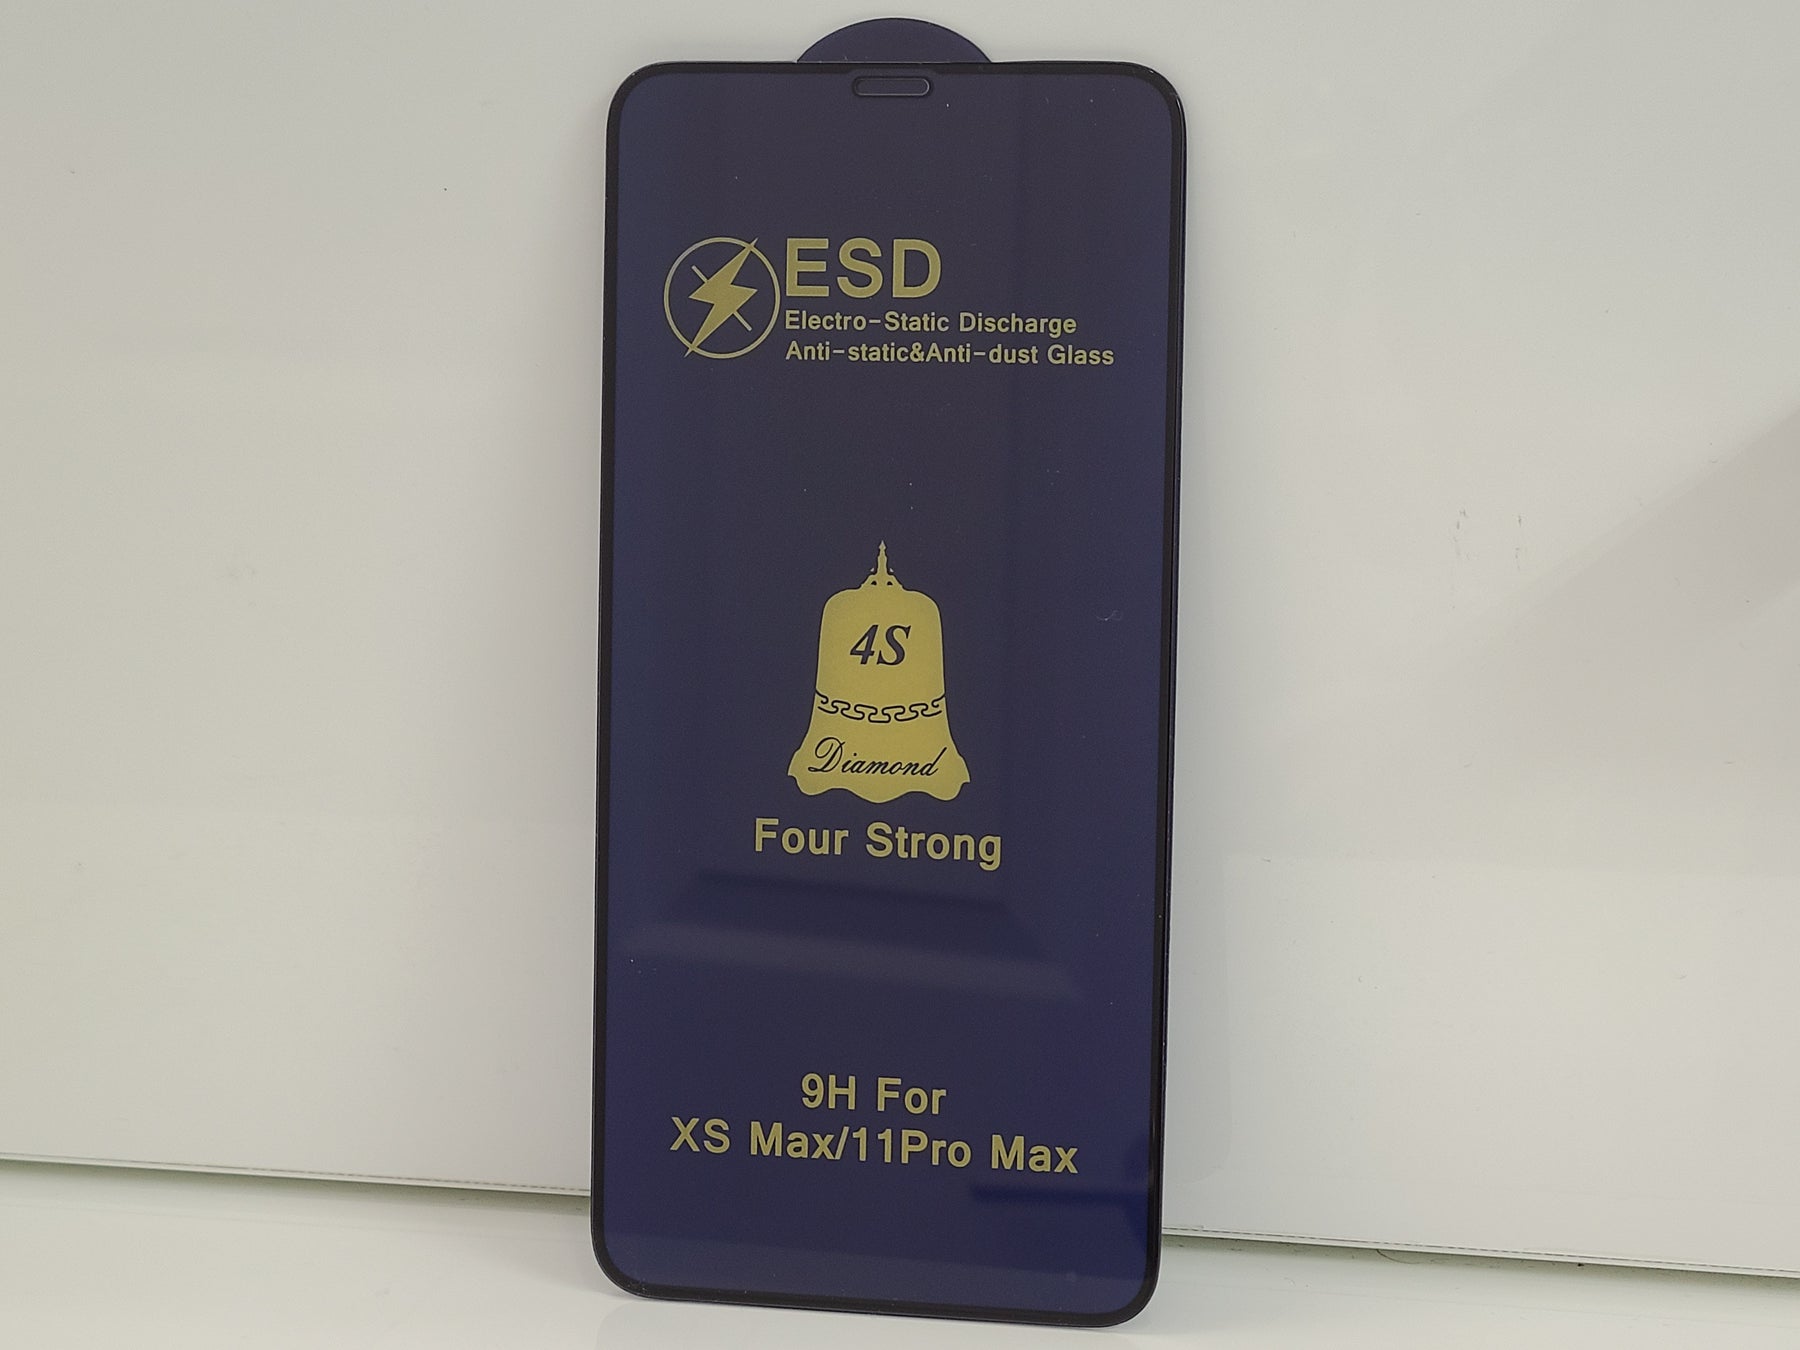 ESD
Electro-Static Discharge
Anti-static&Anti-dust Glass
4S
Diamond
Four Strong
9H For
XS Max/11Pro Max